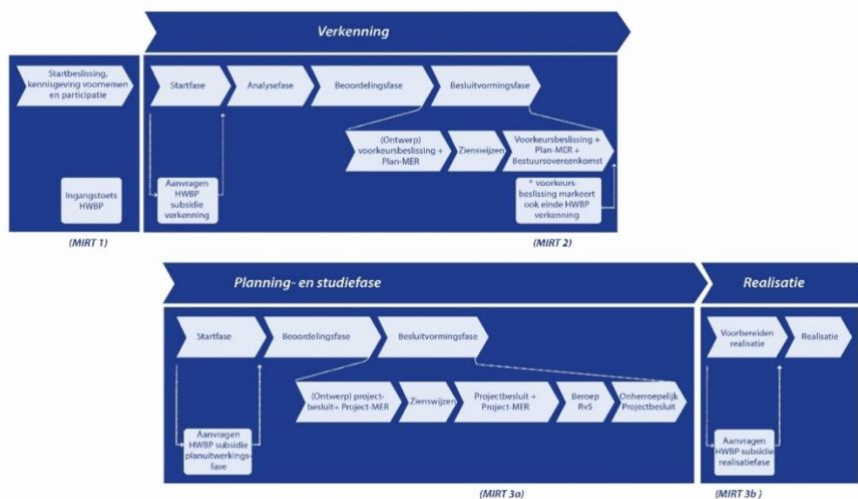 Verkenning
Startbeslissing,
kennisgeving voornemen
en participatie
Startfase
Analysefase
Beoordelingsfase
Besluitvormingsfase
(Ontwerp)
voorkeursbeslissing +
Plan-MER
Zienswijzen
Voorkeursbeslissing +
Plan-MER +
Bestuursovereenkomst
Ingangstoets
HWBP
Aanvragen
HWBP
subsidie
verkenning
* voorkeurs-
beslissing markeert
ook einde HWBP
verkenning
(MIRT 1)
(MIRT 2)
Planning- en studiefase
Realisatie
Startfase
Beoordelingsfase
Besluitvormingsfase
Voorbereiden
realisatie
Realisatie
(Ontwerp) project-
besluit+ Project-MER
Zienswijzen
Projectbesluit +
Project-MER
Beroep
RvS
Onherroepelijk
Projectbesluit
Aanvragen
HWBP subsidie
planuitwerkings-
fase
Aanvragen
HWBP subsidie
realisatiefase
(MIRT 3a)
(MIRT 3b )